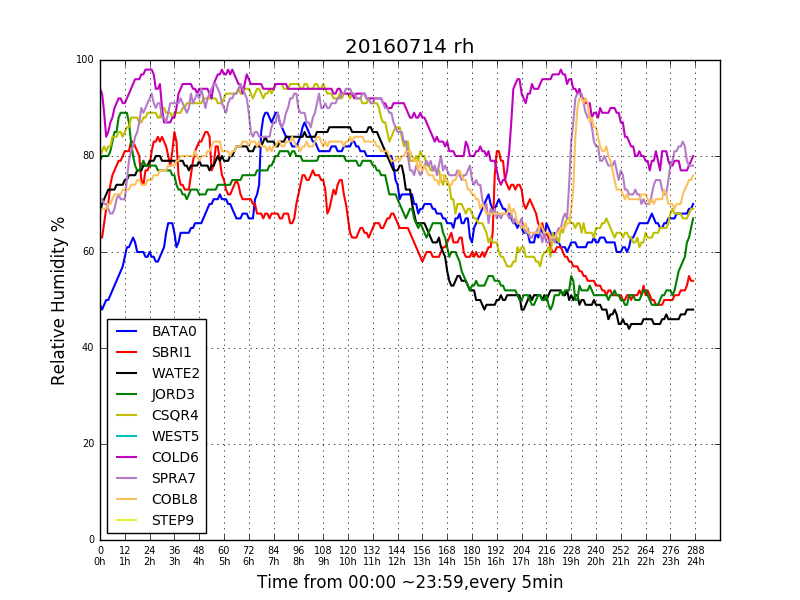 20160714 rh
100
80
60
40
20
0
Relative Humidity %
BATA0
SBRI1
WATE2
JORD3
CSQR4
WEST5
COLD6
SPRA7
COBL8
STEP9
0 12 24 36 48 60 72 84 96 108 120 132 144 156 168 180 192 204 216 228 240 252 264 276 288
0h 1h 2h 3h 4h 5h 6h 7h 8h 9h 10h 11h 12h 13h 14h 15h 16h 17h 18h 19h 20h 21h 22h 23h 24h
Time from 00:00 ~23:59,every 5min